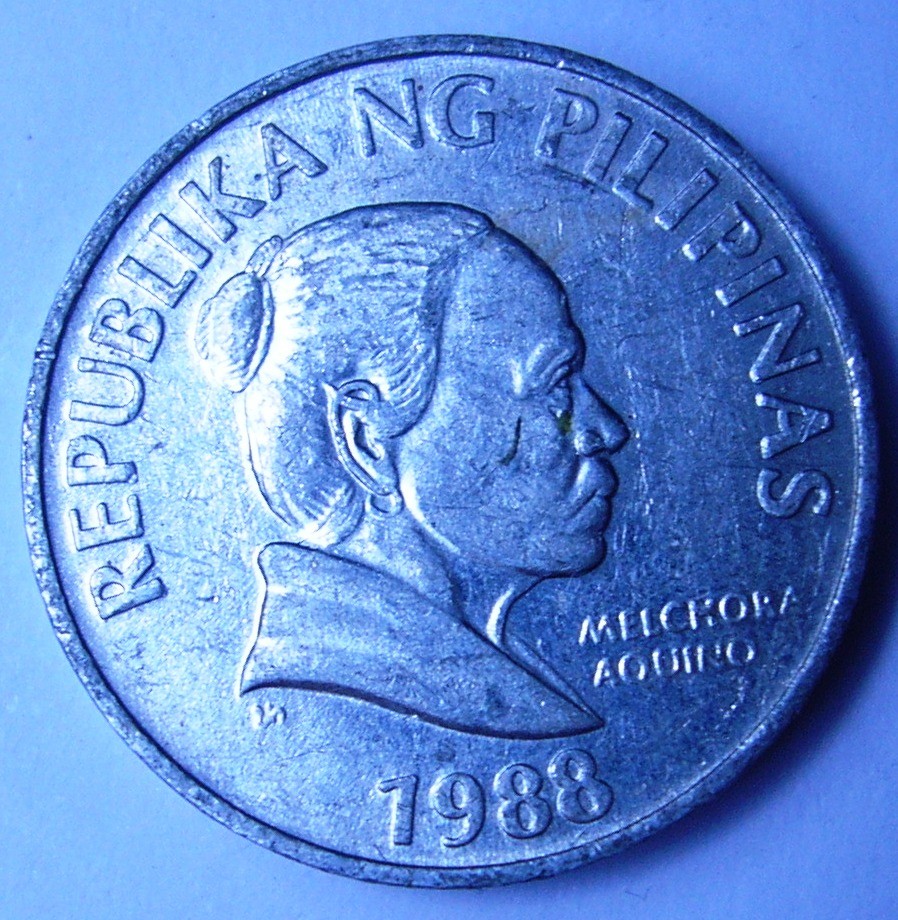 REPUBLIKA NG PILIPINAS
MELCHORA
AQUINO
1988